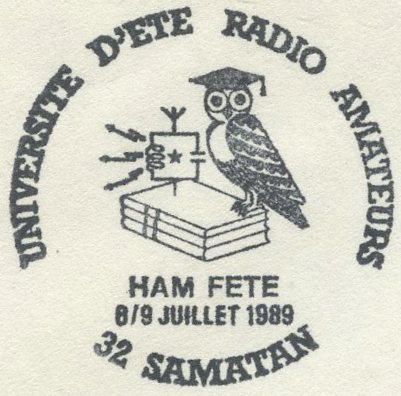 UNIVERSITE D'ETE RADIO AMATEURS
HAM FETE
8/9 JUILLET 1989
32 SAMATAN